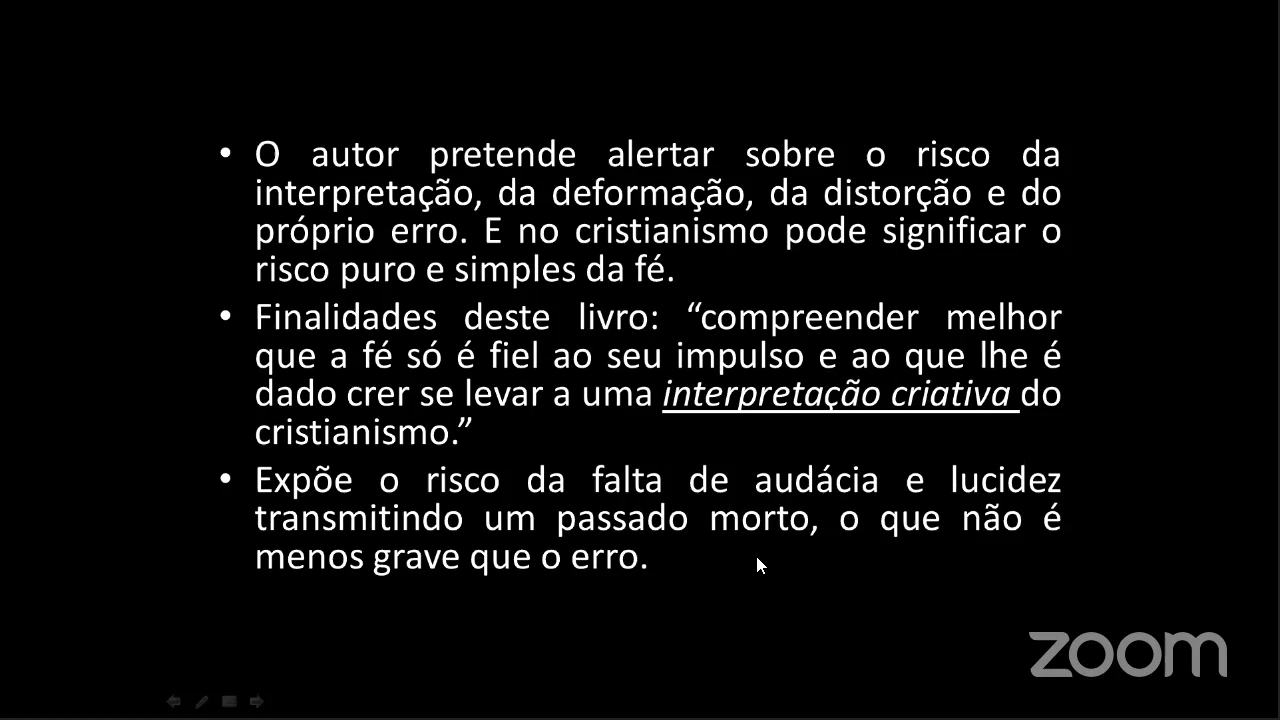 • O autor pretende alertar sobre o risco da
interpretação, da deformação, da distorção e do
próprio erro. E no cristianismo pode significar o
risco puro e simples da fé.
• Finalidades deste livro: “compreender melhor
que a fé só é fiel ao seu impulso e ao que lhe é
dado crer se levar a uma interpretação criativa do
cristianismo.”
• Expõe o risco da falta de audácia e lucidez
transmitindo um passado morto, o que não é
menos grave que o erro.
zoom